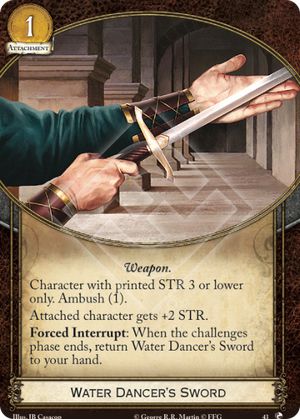 1
ATTACHMENT
Weapon.
Character with printed STR 3 or lower
only. Ambush (1).
Attached character gets +2 STR.
Forced Interrupt: When the challenges
phase ends, return Water Dancer's Sword
to your hand.
WATER DANCER'S SWORD
Illus. JB Casacop
© George R.R. Martin © FFG
43